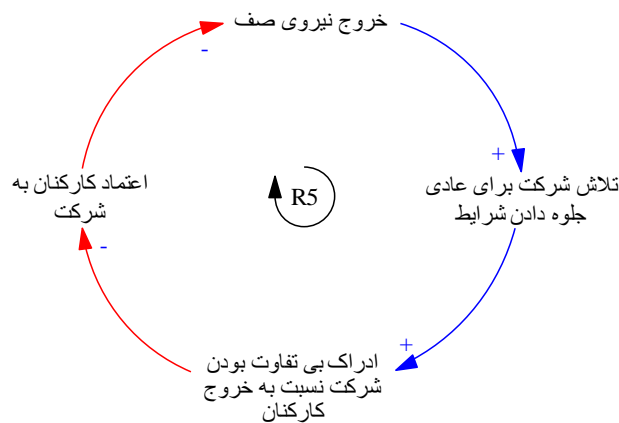 خروج نیروی صف
-
+
تلاش شرکت برای عادی
جلوه دادن شرایط
اعتماد کارکنان به
شرکت
R5
-
+
ادراک بی تفاوت بودن
شرکت نسبت به خروج
کارکنان